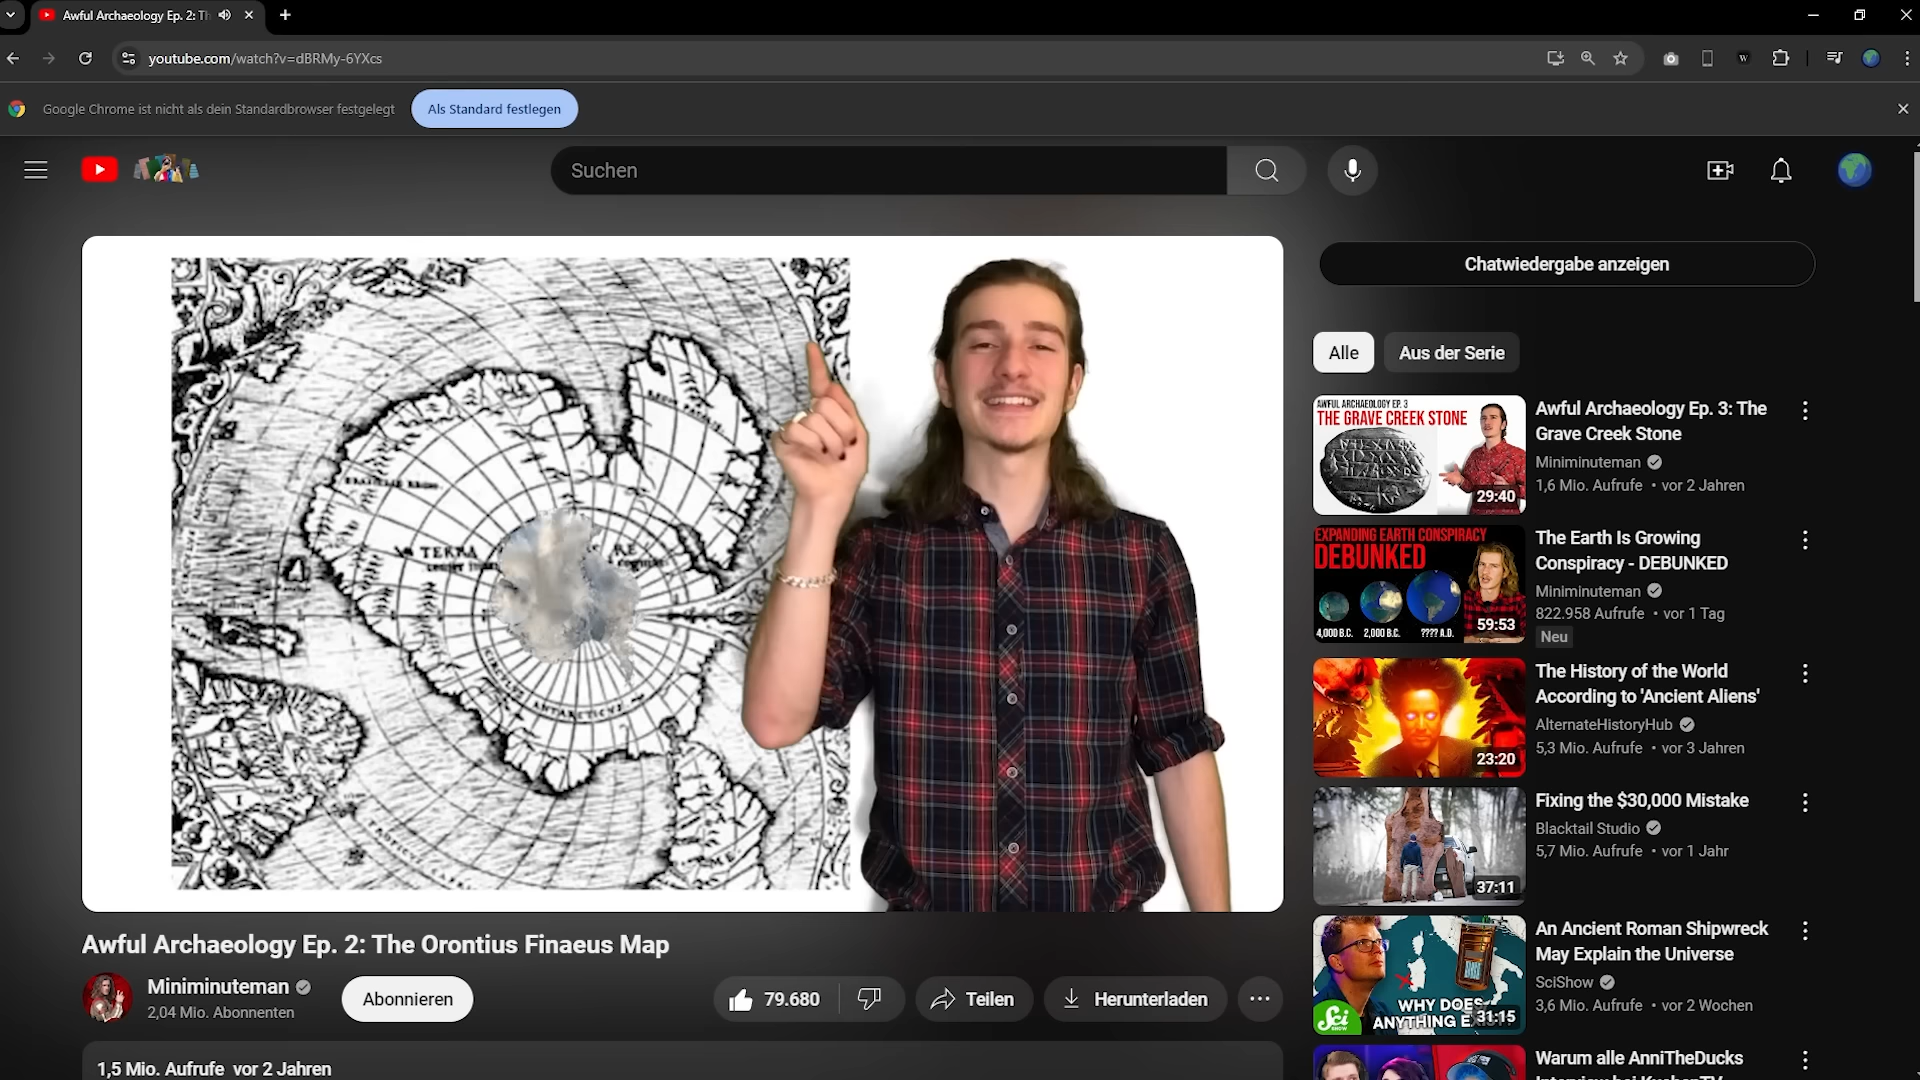 Awful Archaeology Ep. 2: Th
youtube.com/watch?v=dBRMy-6YXcs
W
Google Chrome ist nicht als dein Standardbrowser festgelegt
Als Standard festlegen
Suchen
TERRA
RE
ANTARCTICVS
Awful Archaeology Ep. 2: The Orontius Finaeus Map
Miniminuteman
2,04 Mio. Abonnenten
Abonnieren
79.680
Teilen
Herunterladen
1,5 Mio. Aufrufe vor 2 Jahren
Chatwiedergabe anzeigen
Alle
Aus der Serie
AWFUL ARCHAEOLOGY EP. 3
THE GRAVE CREEK STONE
29:40
Awful Archaeology Ep. 3: The
Grave Creek Stone
Miniminuteman
1,6 Mio. Aufrufe • vor 2 Jahren
EXPANDING EARTH CONSPIRACY
DEBUNKED
4,000 B.C. 2,000 B.C. ???? A.D.
59:53
The Earth Is Growing
Conspiracy - DEBUNKED
Miniminuteman
822.958 Aufrufe • vor 1 Tag
Neu
23:20
The History of the World
According to 'Ancient Aliens'
AlternateHistoryHub
5,3 Mio. Aufrufe • vor 3 Jahren
37:11
Fixing the $30,000 Mistake
Blacktail Studio
5,7 Mio. Aufrufe • vor 1 Jahr
Sci
SHOW
WHY DOES
ANYTHING
31:15
An Ancient Roman Shipwreck
May Explain the Universe
SciShow
3,6 Mio. Aufrufe • vor 2 Wochen
Warum alle AnniTheDucks